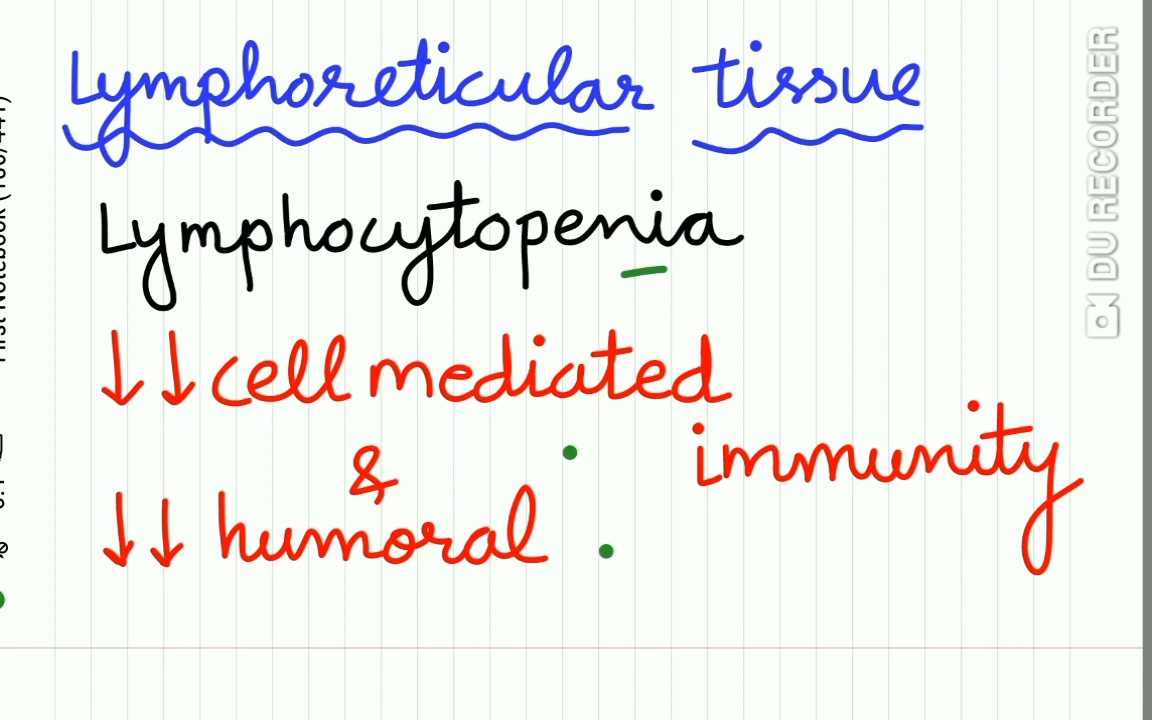 Lymphoreticular tissue
Lymphocytopenia
↓↓ cell mediated
&
immunity
↓↓ humoral
DU RECORDER